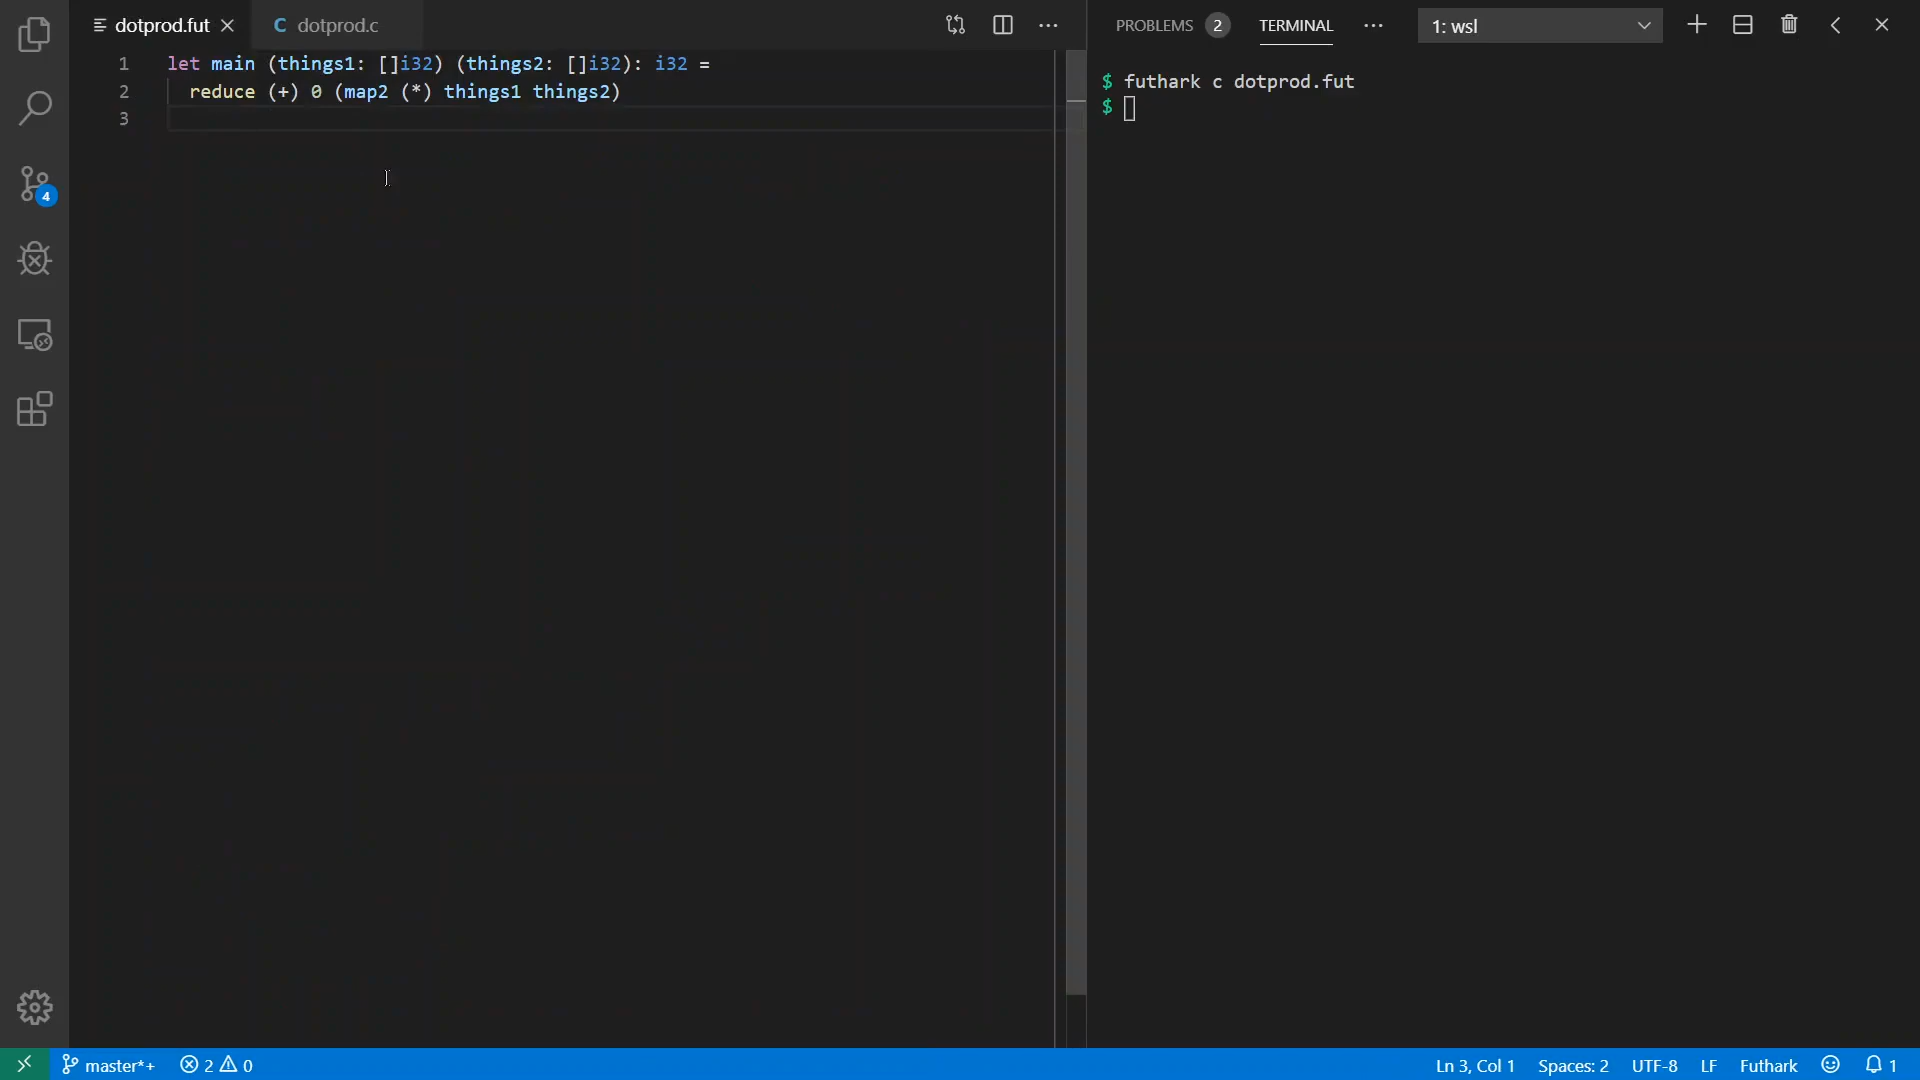 dotprod.fut
C dotprod.c
PROBLEMS 2
TERMINAL
1: wsl
1 let main (things1: []i32) (things2: []i32): i32 =
2 reduce (+) 0 (map2 (*) things1 things2)
3
$ futhark c dotprod.fut
$
4
master*+
2 0
Ln 3, Col 1
Spaces: 2
UTF-8
LF
Futhark
1